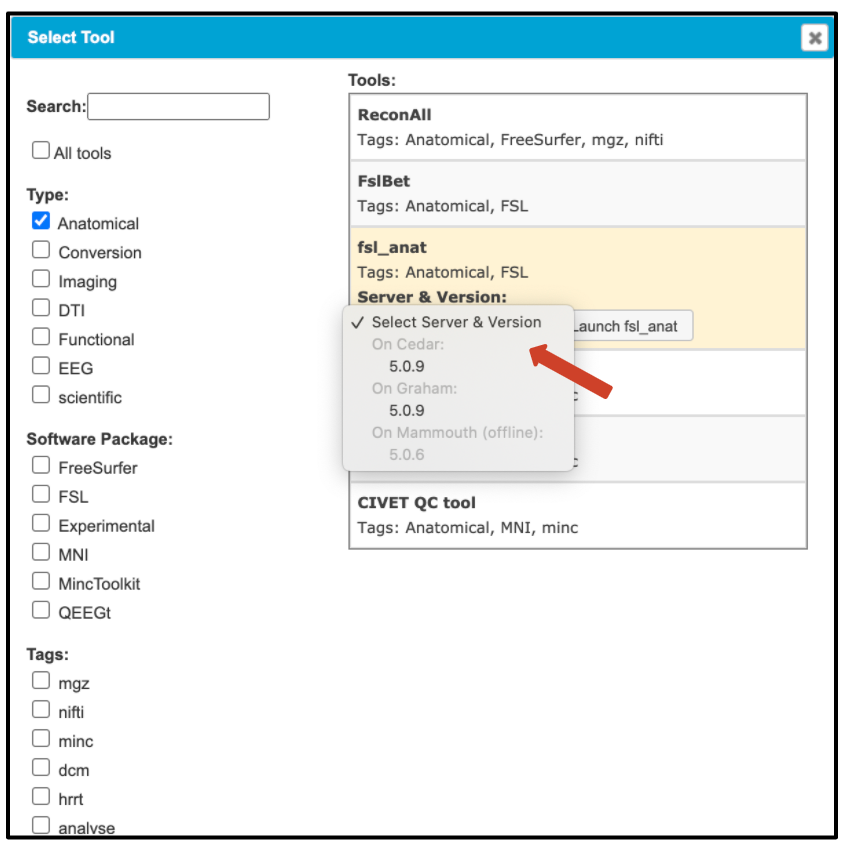 Select Tool
Search:
All tools
Type:
Anatomical
Conversion
Imaging
DTI
Functional
EEG
scientific
Software Package:
FreeSurfer
FSL
Experimental
MNI
MincToolkit
QEEGt
Tags:
mgz
nifti
minc
dcm
hrrt
analyse
Tools:
ReconAll
Tags: Anatomical, FreeSurfer, mgz, nifti
FslBet
Tags: Anatomical, FSL
fsl_anat
Tags: Anatomical, FSL
Server & Version:
✓ Select Server & Version
Launch fsl_anat
On Cedar:
5.0.9
On Graham:
5.0.9
On Mammouth (offline):
5.0.6
CIVET QC tool
Tags: Anatomical, MNI, minc